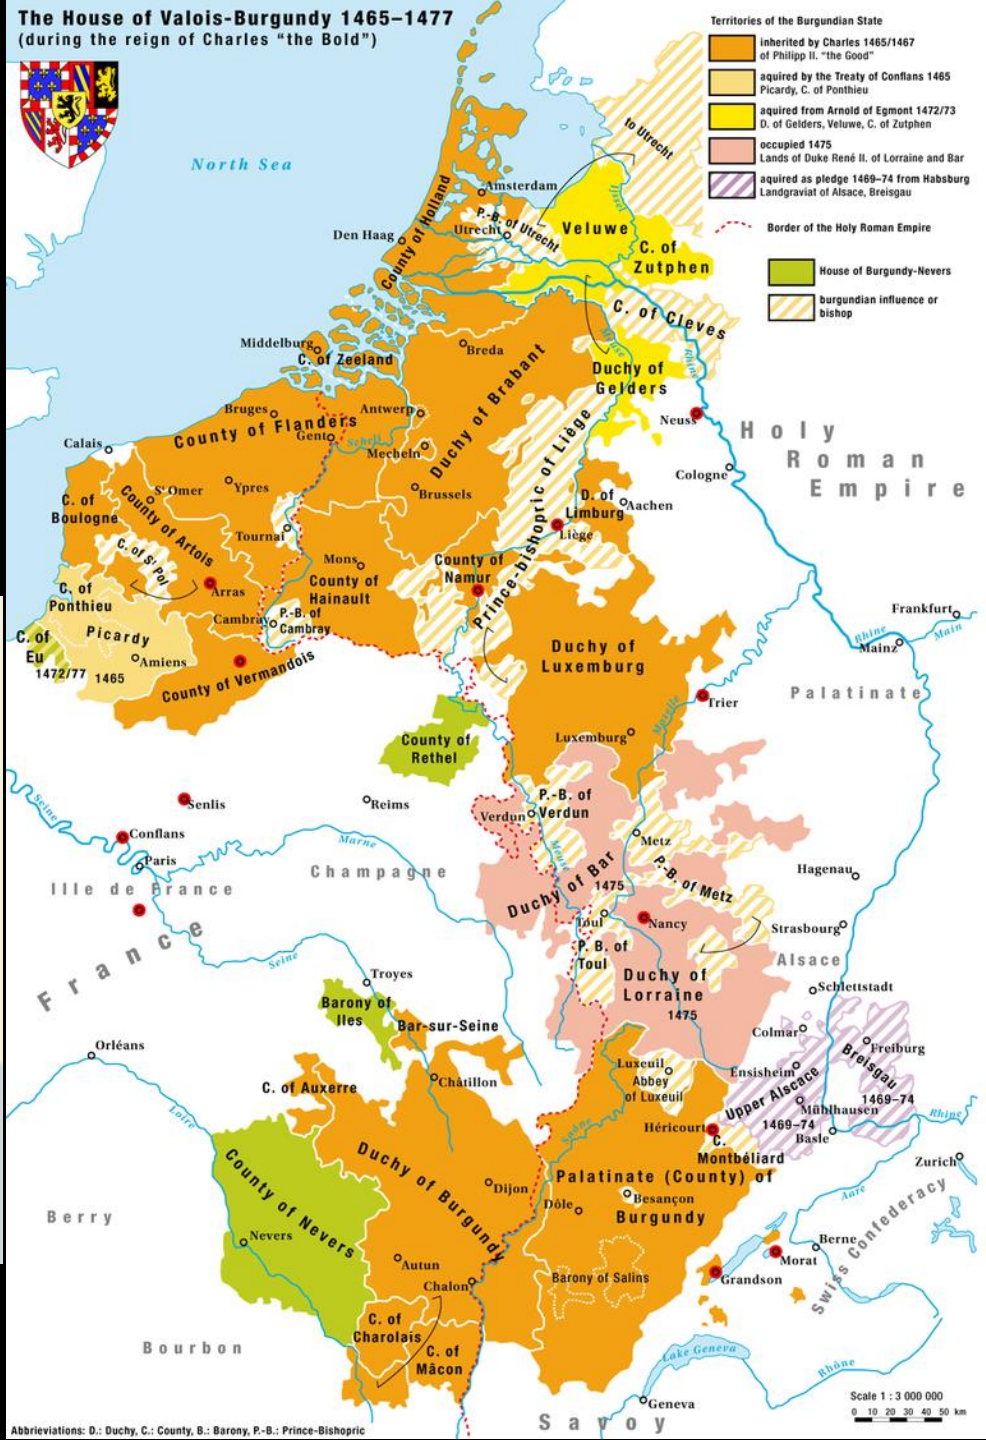 The House of Valois-Burgundy 1465–1477
(during the reign of Charles “the Bold”)
Territories of the Burgundian State
inherited by Charles 1465/1467
of Philipp II. “the Good”
aquired by the Treaty of Conflans 1465
Picardy, C. of Ponthieu
aquired from Arnold of Egmont 1472/73
D. of Gelders, Veluwe, C. of Zutphen
occupied 1475
Lands of Duke René II. of Lorraine and Bar
aquired as pledge 1469–74 from Habsburg
Landgraviat of Alsace, Breisgau
Border of the Holy Roman Empire
House of Burgundy-Nevers
burgundian influence or
bishop
North Sea
to Utrecht
Amsterdam
County of Holland
P.-B. of Utrecht
Utrecht
Den Haag
IJssel
Veluwe
C. of
Zutphen
C. of Cleves
Middelburg
C. of Zeeland
Breda
Meuse
Rhine
Duchy of
Gelders
Duchy of Brabant
Bruges
Antwerp
County of Flanders
Gent
Scheld
Mecheln
Neuss
Holy
Roman
Empire
Calais
Cologne
Brussels
Prince-bishopric of Liège
C. of
Boulogne
St Omer
Ypres
County of Artois
Tournai
D. of
Limburg
Aachen
Liège
C. of St Pol
Mons
County of
Hainault
County of
Namur
Arras
C. of
Ponthieu
Cambray
P.-B. of
Cambray
Picardy
C. of
Eu
1472/77
1465
Amiens
County of Vermandois
Duchy of
Luxemburg
Frankfurt
Rhine
Main
Mainz
Trier
Palatinate
Moselle
Luxemburg
County of
Rethel
Seine
Senlis
Reims
Conflans
Paris
Marne
P.-B. of
Verdun
Verdun
Meuse
Metz
Ille de France
Champagne
Duchy of Bar
1475
P.-B. of Metz
Hagenau
France
Toul
Nancy
Strasbourg
P. B. of
Toul
Duchy of
Lorraine
1475
Alsace
Seine
Troyes
Schlettstadt
Barony of
Iles
Bar-sur-Seine
Colmar
Breisgau
1469–74
Freiburg
Orléans
Châtillon
Luxeuil
Abbey
of Luxeuil
Ensisheim
Upper Alscace
1469–74
Mühlhausen
C. of Auxerre
Loire
Saône
Héricourt
C.
Montbéliard
Basle
Rhine
Zurich
County of Nevers
Duchy of Burgundy
Palatinate (County) of
Burgundy
Dijon
Dôle
Besançon
Aare
Berry
Nevers
Autun
Chalon
Barony of Salins
Berne
Morat
Grandson
Swiss Confederacy
Bourbon
C. of
Charolais
C. of
Mâcon
Lake Geneva
Rhône
Geneva
Savoy
Scale 1 : 3 000 000
0 10 20 30 40 50 km
Abbrieviations: D.: Duchy, C.: County, B.: Barony, P.-B.: Prince-Bishopric